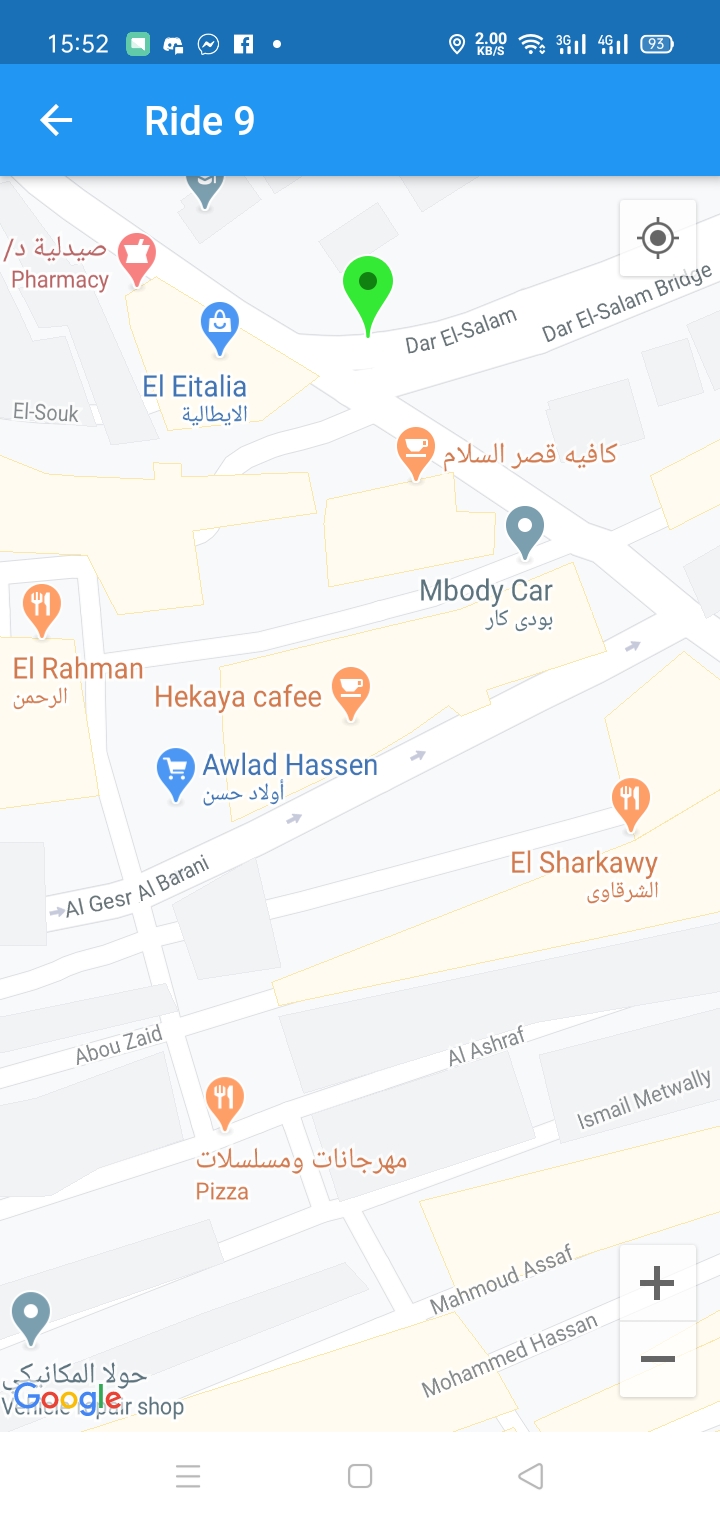 15:52
2.00
KB/S
3G
4G
93
Ride 9
صيدلية د/
Pharmacy
Dar El-Salam
Dar El-Salam Bridge
El Eitalia
الايطالية
El-Souk
كافيه قصر السلام
Mbody Car
بودى كار
El Rahman
الرحمن
Hekaya cafee
Awlad Hassen
أولاد حسن
El Sharkawy
الشرقاوى
Al Gesr Al Barani
Abou Zaid
Al Ashraf
Ismail Metwally
مهرجانات ومسلسلات
Pizza
Mahmoud Assaf
Mohammed Hassan
حولا الميكانيكي
Google
Vehicle repair shop